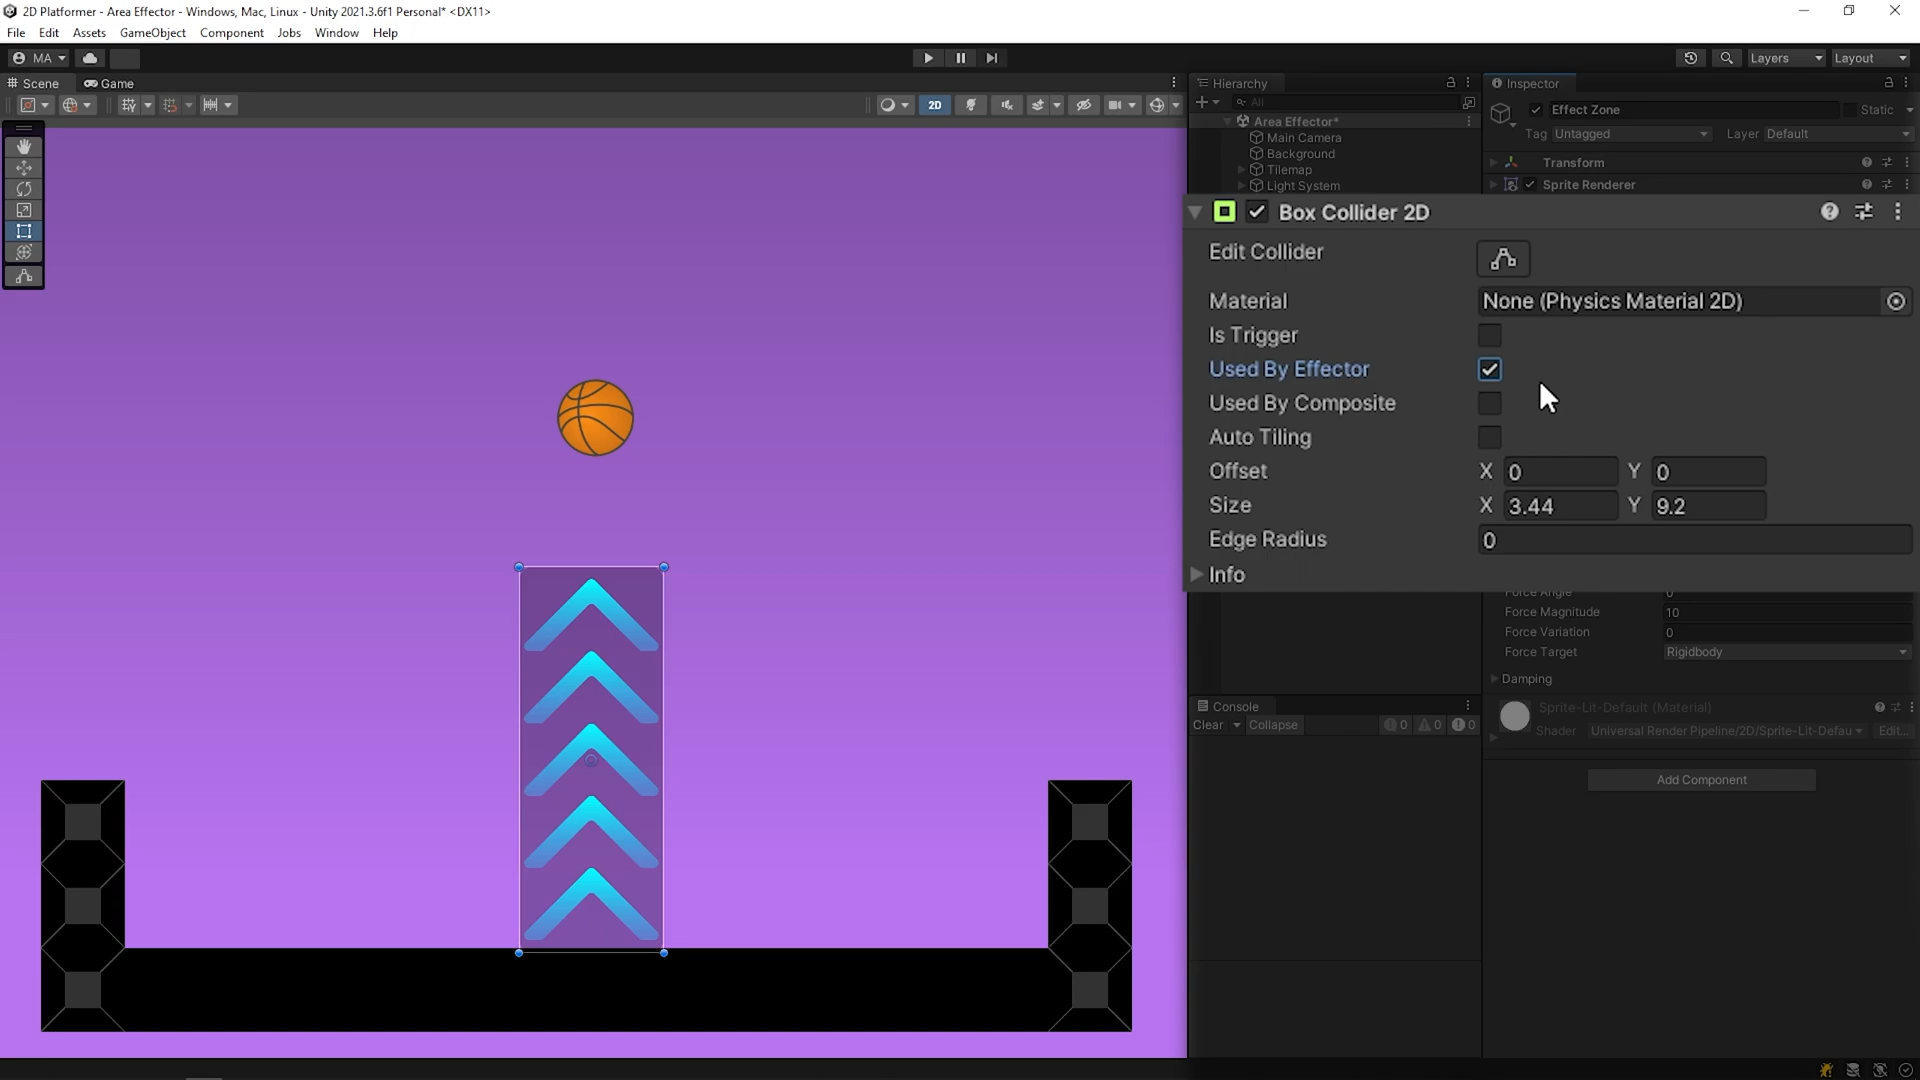 2D Platformer - Area Effector - Windows, Mac, Linux - Unity 2021.3.6f1 Personal* <DX11>
File Edit Assets GameObject Component Jobs Window Help
MA Layers Layout
Scene Game
2D
Hierarchy
All
Area Effector*
Main Camera
Background
Tilemap
Light System
Inspector
Effect Zone Static
Tag Untagged Layer Default
Transform
Sprite Renderer
Box Collider 2D
Edit Collider
Material None (Physics Material 2D)
Is Trigger
Used By Effector
Used By Composite
Auto Tiling
Offset X 0 Y 0
Size X 3.44 Y 9.2
Edge Radius 0
Info
Force Angle 0
Force Magnitude 10
Force Variation 0
Force Target Rigidbody
Damping
Sprite-Lit-Default (Material)
Shader Universal Render Pipeline/2D/Sprite-Lit-Defau Edit...
Add Component
Console
Clear Collapse 0 0 0